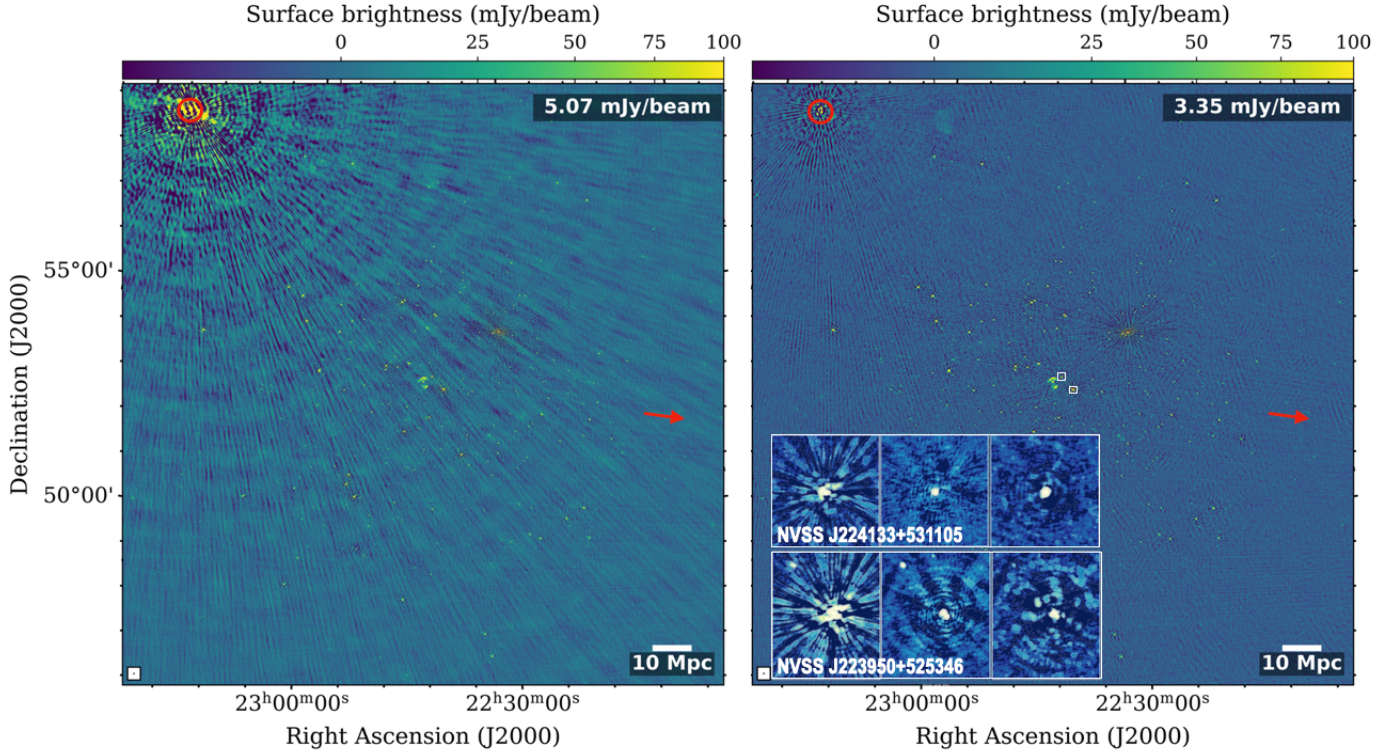 Surface brightness (mJy/beam)
0 25 50 75 100
5.07 mJy/beam
55°00'
50°00'
Declination (J2000)
10 Mpc
23ʰ00ᵐ00ˢ 22ʰ30ᵐ00ˢ
Right Ascension (J2000)
Surface brightness (mJy/beam)
0 25 50 75 100
3.35 mJy/beam
NVSS J224133+531105
NVSS J223950+525346
10 Mpc
23ʰ00ᵐ00ˢ 22ʰ30ᵐ00ˢ
Right Ascension (J2000)